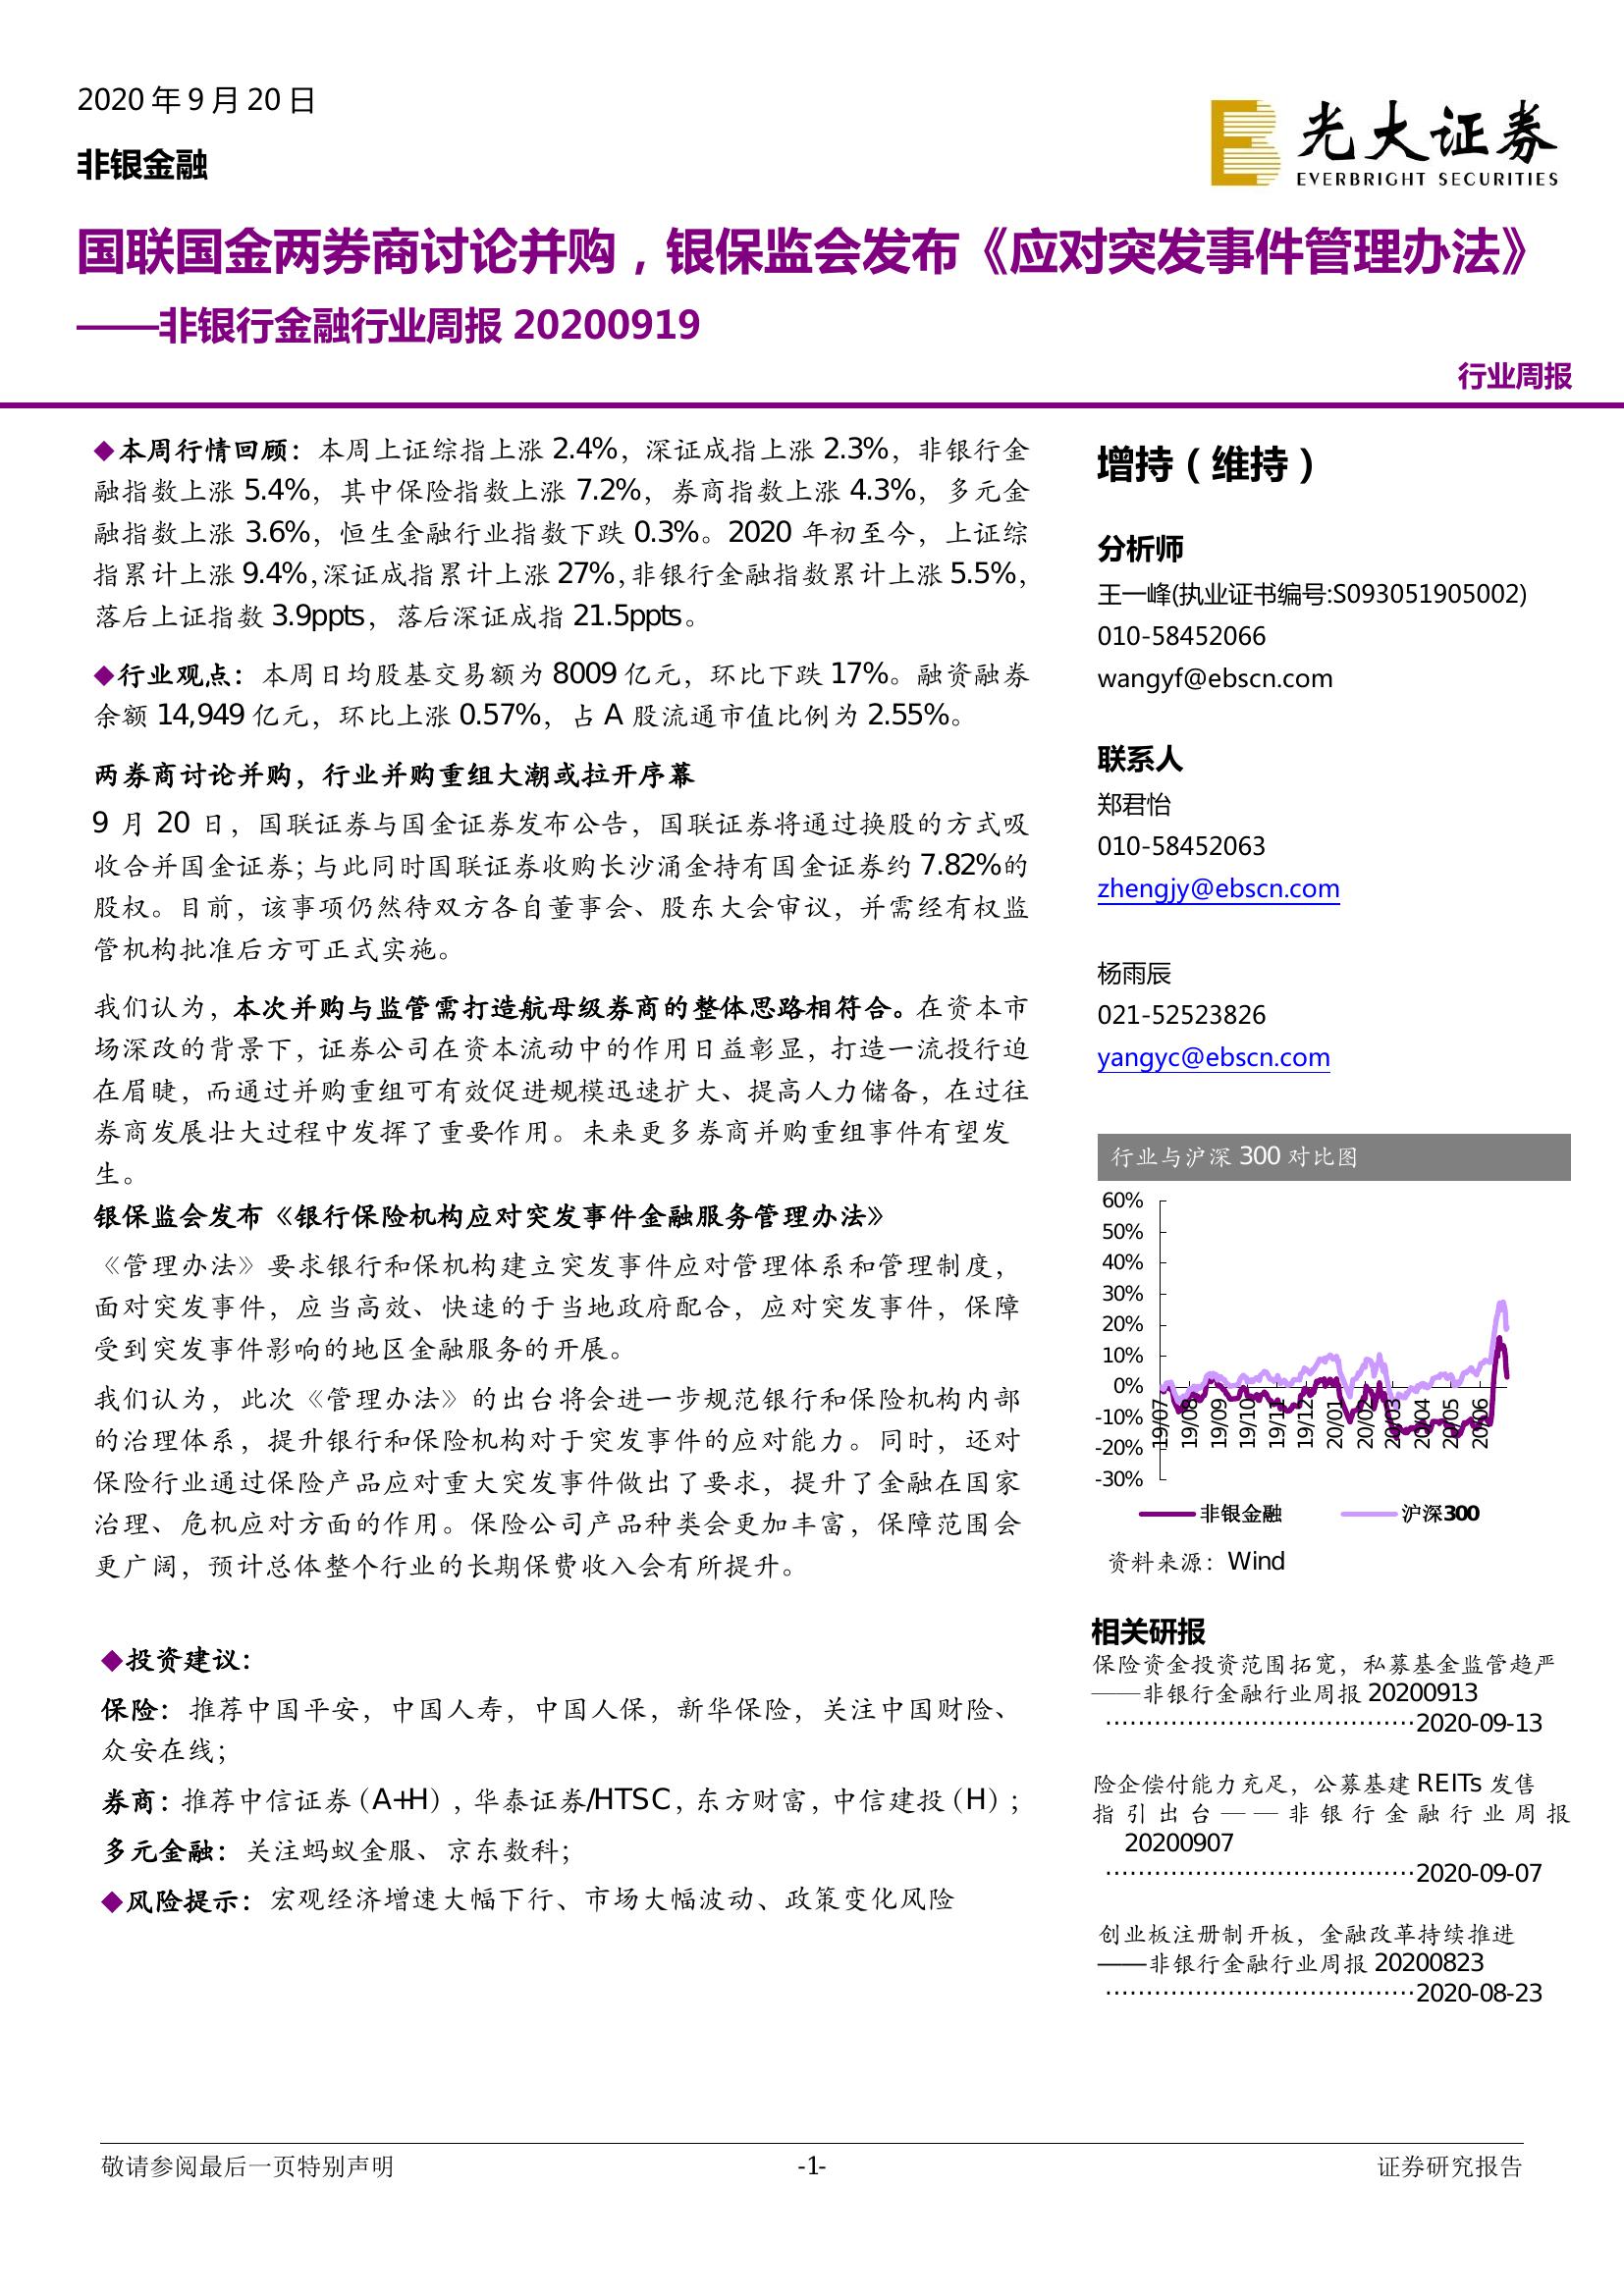 2020 年 9 月 20 日
非银金融
光大证券
EVERBRIGHT SECURITIES
国联国金两券商讨论并购，银保监会发布《应对突发事件管理办法》
——非银行金融行业周报 20200919
行业周报
◆本周行情回顾：本周上证综指上涨 2.4%，深证成指上涨 2.3%，非银行金
融指数上涨 5.4%，其中保险指数上涨 7.2%，券商指数上涨 4.3%，多元金
融指数上涨 3.6%，恒生金融行业指数下跌 0.3%。2020 年初至今，上证综
指累计上涨 9.4%，深证成指累计上涨 27%，非银行金融指数累计上涨 5.5%，
落后上证指数 3.9ppts，落后深证成指 21.5ppts。
◆行业观点：本周日均股基交易额为 8009 亿元，环比下跌 17%。融资融券
余额 14,949 亿元，环比上涨 0.57%，占 A 股流通市值比例为 2.55%。
两券商讨论并购，行业并购重组大潮或拉开序幕
9 月 20 日，国联证券与国金证券发布公告，国联证券将通过换股的方式吸
收合并国金证券；与此同时国联证券收购长沙涌金持有国金证券约 7.82%的
股权。目前，该事项仍然待双方各自董事会、股东大会审议，并需经有权监
管机构批准后方可正式实施。
我们认为，本次并购与监管需打造航母级券商的整体思路相符合。在资本市
场深改的背景下，证券公司在资本流动中的作用日益彰显，打造一流投行迫
在眉睫，而通过并购重组可有效促进规模迅速扩大、提高人力储备，在过往
券商发展壮大过程中发挥了重要作用。未来更多券商并购重组事件有望发
生。
银保监会发布《银行保险机构应对突发事件金融服务管理办法》
《管理办法》要求银行和保机构建立突发事件应对管理体系和管理制度，
面对突发事件，应当高效、快速的于当地政府配合，应对突发事件，保障
受到突发事件影响的地区金融服务的开展。
我们认为，此次《管理办法》的出台将会进一步规范银行和保险机构内部
的治理体系，提升银行和保险机构对于突发事件的应对能力。同时，还对
保险行业通过保险产品应对重大突发事件做出了要求，提升了金融在国家
治理、危机应对方面的作用。保险公司产品种类会更加丰富，保障范围会
更广阔，预计总体整个行业的长期保费收入会有所提升。
◆投资建议：
保险：推荐中国平安，中国人寿，中国人保，新华保险，关注中国财险、
众安在线；
券商：推荐中信证券（A+H），华泰证券/HTSC，东方财富，中信建投（H）；
多元金融：关注蚂蚁金服、京东数科；
◆风险提示：宏观经济增速大幅下行、市场大幅波动、政策变化风险
增持（维持）
分析师
王一峰(执业证书编号:S093051905002)
010-58452066
wangyf@ebscn.com
联系人
郑君怡
010-58452063
zhengjy@ebscn.com
杨雨辰
021-52523826
yangyc@ebscn.com
行业与沪深 300 对比图
60%
50%
40%
30%
20%
10%
0%
-10%
-20%
-30%
19/07 19/08 19/09 19/10 19/11 19/12 20/01 20/02 20/03 20/04 20/05 20/06
非银金融 沪深300
资料来源：Wind
相关研报
保险资金投资范围拓宽，私募基金监管趋严
——非银行金融行业周报 20200913
······································2020-09-13
险企偿付能力充足，公募基建 REITs 发售
指引出台——非银行金融行业周报
20200907
······································2020-09-07
创业板注册制开板，金融改革持续推进
——非银行金融行业周报 20200823
······································2020-08-23
敬请参阅最后一页特别声明 -1- 证券研究报告